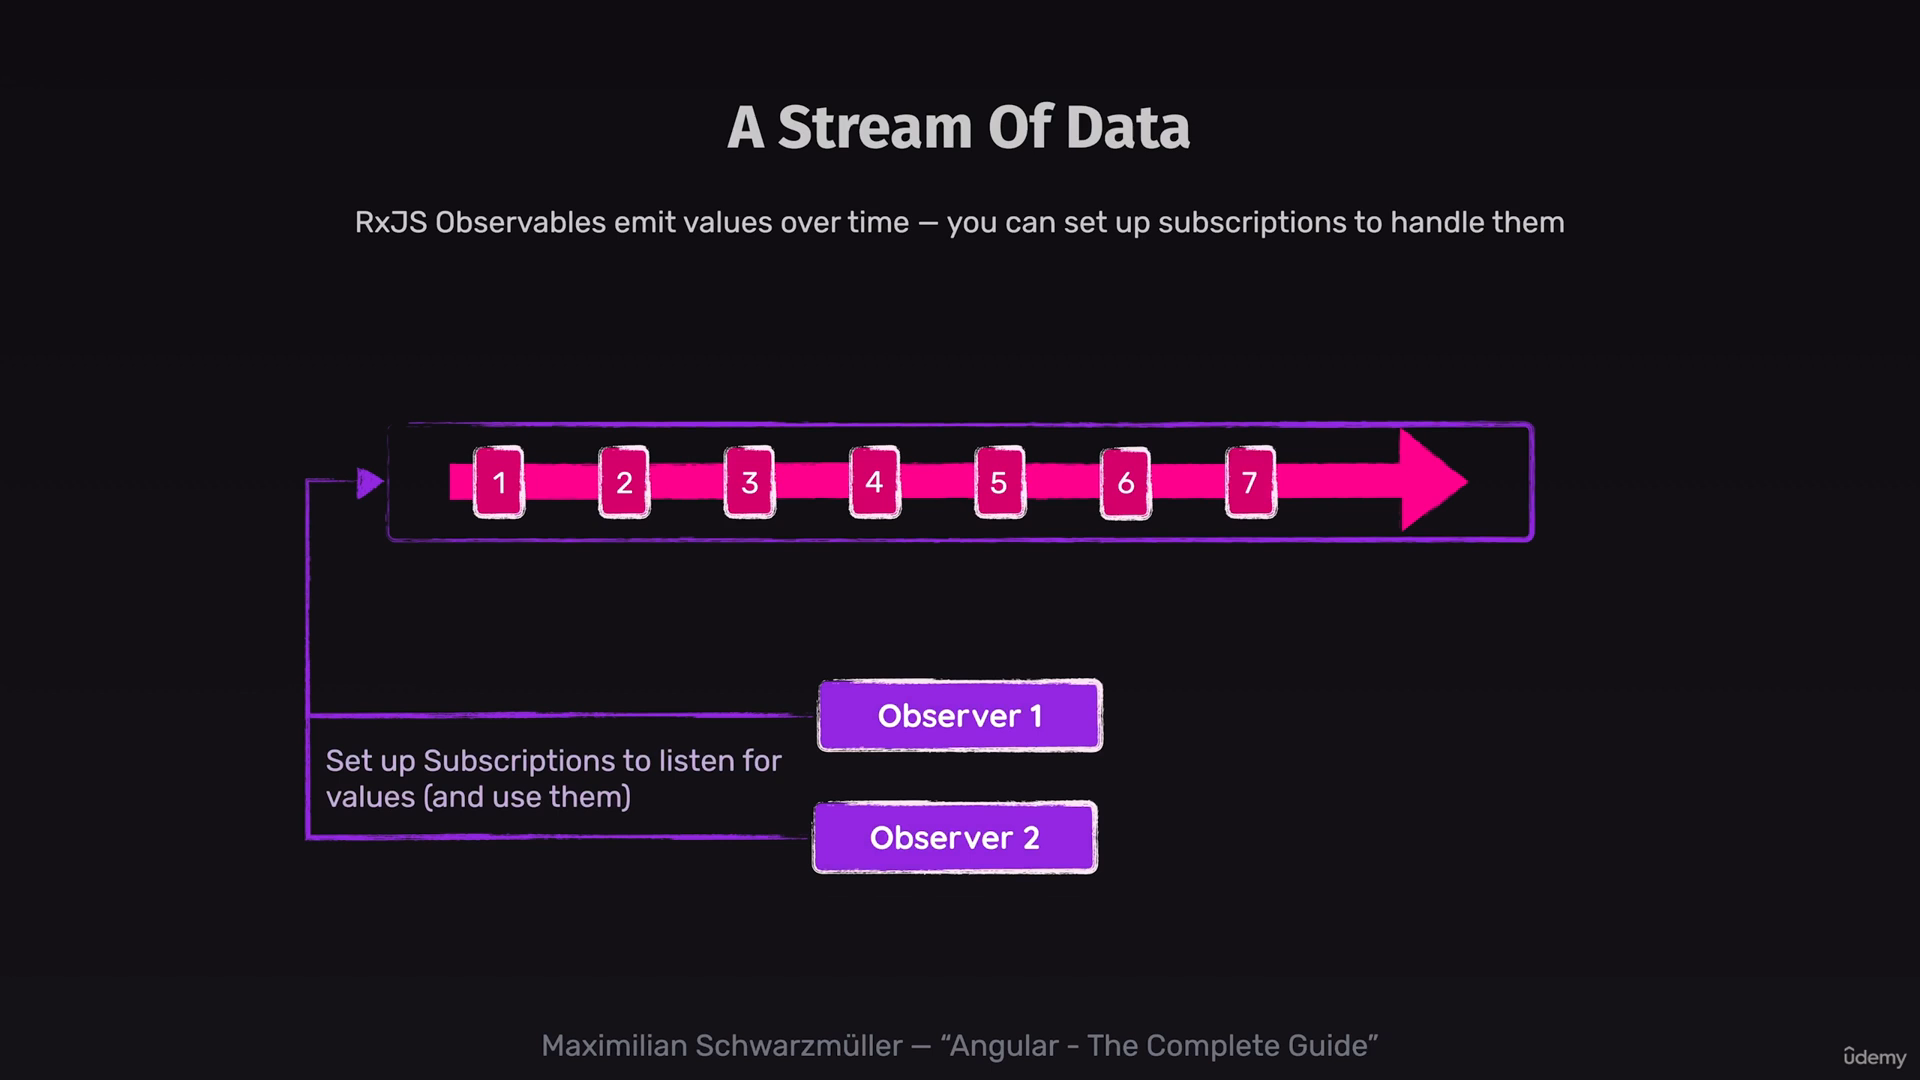 A Stream Of Data
RxJS Observables emit values over time – you can set up subscriptions to handle them
1 2 3 4 5 6 7
Observer 1
Set up Subscriptions to listen for
values (and use them)
Observer 2
Maximilian Schwarzmüller – “Angular - The Complete Guide”
ûdemy